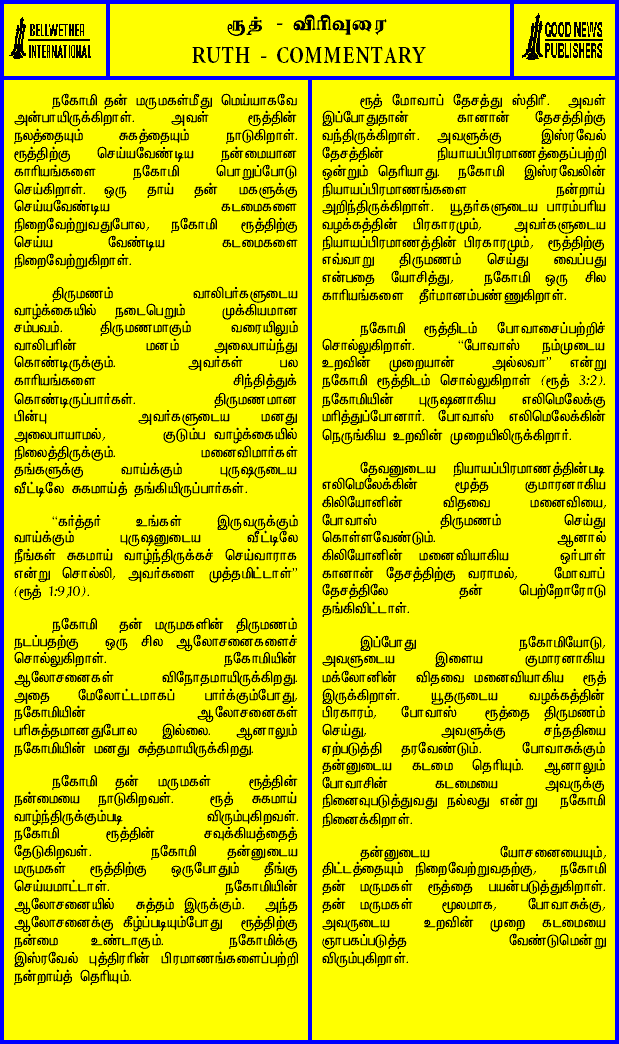 BELLWETHER
INTERNATIONAL
ரூத் - விரிவுரை
RUTH - COMMENTARY
GOOD NEWS
PUBLISHERS
நகோமி தன் மருமகள்மீது மெய்யாகவே
அன்பாயிருக்கிறாள். அவள் ரூத்தின்
நலத்தையும் சுகத்தையும் நாடுகிறாள்.
ரூத்திற்கு செய்யவேண்டிய நன்மையான
காரியங்களை நகோமி பொறுப்போடு
செய்கிறாள். ஒரு தாய் தன் மகளுக்கு
செய்யவேண்டிய கடமைகளை
நிறைவேற்றுவதுபோல, நகோமி ரூத்திற்கு
செய்ய வேண்டிய கடமைகளை
நிறைவேற்றுகிறாள்.
திருமணம் வாலிபர்களுடைய
வாழ்க்கையில் நடைபெறும் முக்கியமான
சம்பவம். திருமணமாகும் வரையிலும்
வாலிபரின் மனம் அலைபாய்ந்து
கொண்டிருக்கும். அவர்கள் பல
காரியங்களை சிந்தித்துக்
கொண்டிருப்பார்கள். திருமணமான
பின்பு அவர்களுடைய மனது
அலைபாயாமல், குடும்ப வாழ்க்கையில்
நிலைத்திருக்கும். மனைவிமார்கள்
தங்களுக்கு வாய்க்கும் புருஷருடைய
வீட்டிலே சுகமாய்த் தங்கியிருப்பார்கள்.
“கர்த்தர் உங்கள் இருவருக்கும்
வாய்க்கும் புருஷனுடைய வீட்டிலே
நீங்கள் சுகமாய் வாழ்ந்திருக்கச் செய்வாராக
என்று சொல்லி, அவர்களை முத்தமிட்டாள்”
(ரூத் 1:9,10).
நகோமி தன் மருமகளின் திருமணம்
நடப்பதற்கு ஒரு சில ஆலோசனைகளைச்
சொல்லுகிறாள். நகோமியின்
ஆலோசனைகள் விநோதமாயிருக்கிறது.
அதை மேலோட்டமாகப் பார்க்கும்போது,
நகோமியின் ஆலோசனைகள்
பரிசுத்தமானதுபோல இல்லை. ஆனாலும்
நகோமியின் மனது சுத்தமாயிருக்கிறது.
நகோமி தன் மருமகள் ரூத்தின்
நன்மையை நாடுகிறவள். ரூத் சுகமாய்
வாழ்ந்திருக்கும்படி விரும்புகிறவள்.
நகோமி ரூத்தின் சவுக்கியத்தைத்
தேடுகிறவள். நகோமி தன்னுடைய
மருமகள் ரூத்திற்கு ஒருபோதும் தீங்கு
செய்யமாட்டாள். நகோமியின்
ஆலோசனையில் சுத்தம் இருக்கும். அந்த
ஆலோசனைக்கு கீழ்ப்படியும்போது ரூத்திற்கு
நன்மை உண்டாகும். நகோமிக்கு
இஸ்ரவேல் புத்திரரின் பிரமாணங்களைப்பற்றி
நன்றாய்த் தெரியும்.
ரூத் மோவாப் தேசத்து ஸ்திரீ. அவள்
இப்போதுதான் கானான் தேசத்திற்கு
வந்திருக்கிறாள். அவளுக்கு இஸ்ரவேல்
தேசத்தின் நியாயப்பிரமாணத்தைப்பற்றி
ஒன்றும் தெரியாது. நகோமி இஸ்ரவேலின்
நியாயப்பிரமாணங்களை நன்றாய்
அறிந்திருக்கிறாள். யூதர்களுடைய பாரம்பரிய
வழக்கத்தின் பிரகாரமும், அவர்களுடைய
நியாயப்பிரமாணத்தின் பிரகாரமும், ரூத்திற்கு
எவ்வாறு திருமணம் செய்து வைப்பது
என்பதை யோசித்து, நகோமி ஒரு சில
காரியங்களை தீர்மானம்பண்ணுகிறாள்.
நகோமி ரூத்திடம் போவாசைப்பற்றிச்
சொல்லுகிறாள். “போவாஸ் நம்முடைய
உறவின் முறையான் அல்லவா” என்று
நகோமி ரூத்திடம் சொல்லுகிறாள் (ரூத் 3:2).
நகோமியின் புருஷனாகிய எலிமெலேக்கு
மரித்துப்போனார். போவாஸ் எலிமெலேக்கின்
நெருங்கிய உறவின் முறையிலிருக்கிறார்.
தேவனுடைய நியாயப்பிரமாணத்தின்படி
எலிமெலேக்கின் மூத்த குமாரனாகிய
கிலியோனின் விதவை மனைவியை,
போவாஸ் திருமணம் செய்து
கொள்ளவேண்டும். ஆனால்
கிலியோனின் மனைவியாகிய ஒர்பாள்
கானான் தேசத்திற்கு வராமல், மோவாப்
தேசத்திலே தன் பெற்றோரோடு
தங்கிவிட்டாள்.
இப்போது நகோமியோடு,
அவளுடைய இளைய குமாரனாகிய
மக்லோனின் விதவை மனைவியாகிய ரூத்
இருக்கிறாள். யூதருடைய வழக்கத்தின்
பிரகாரம், போவாஸ் ரூத்தை திருமணம்
செய்து, அவளுக்கு சந்ததியை
ஏற்படுத்தி தரவேண்டும். போவாசுக்கும்
தன்னுடைய கடமை தெரியும். ஆனாலும்
போவாசின் கடமையை அவருக்கு
நினைவுபடுத்துவது நல்லது என்று நகோமி
நினைக்கிறாள்.
தன்னுடைய யோசனையையும்,
திட்டத்தையும் நிறைவேற்றுவதற்கு, நகோமி
தன் மருமகள் ரூத்தை பயன்படுத்துகிறாள்.
தன் மருமகள் மூலமாக, போவாசுக்கு,
அவருடைய உறவின் முறை கடமையை
ஞாபகப்படுத்த வேண்டுமென்று
விரும்புகிறாள்.